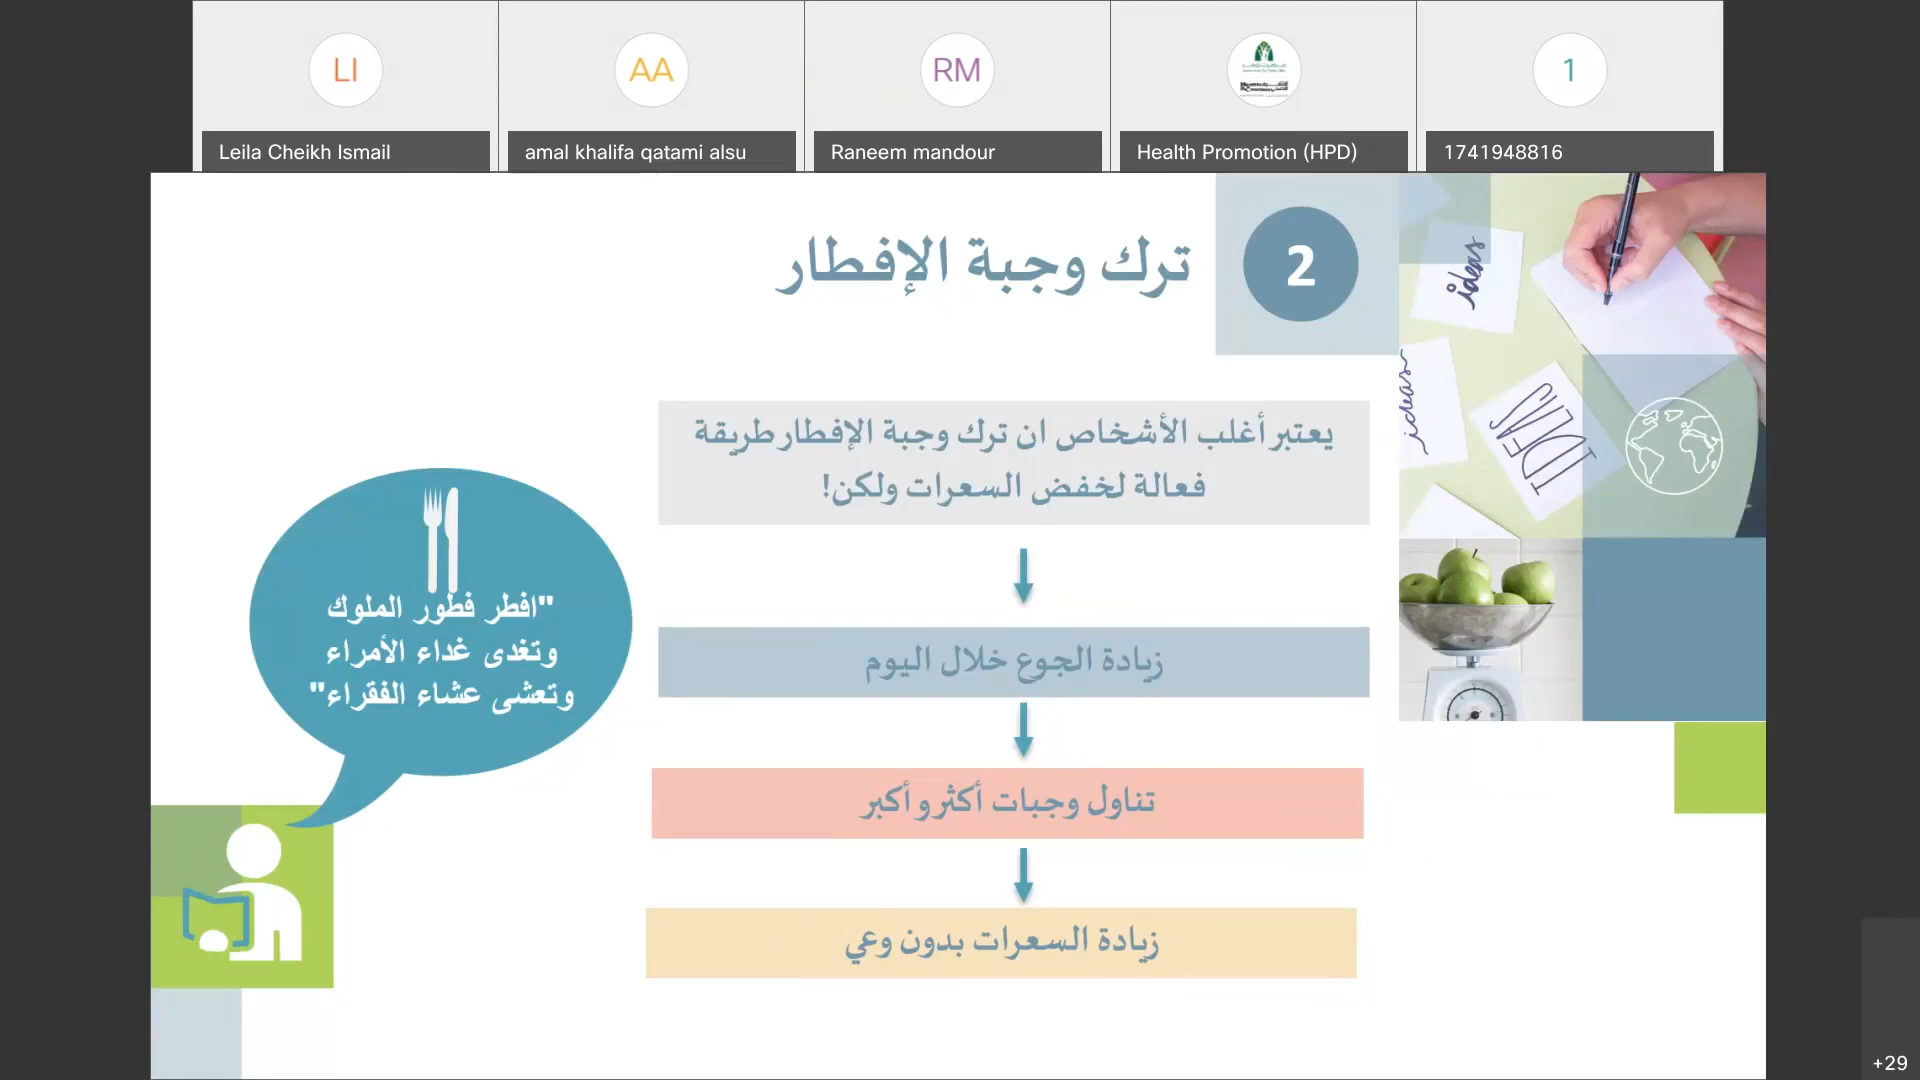 LI
AA
RM
1
Leila Cheikh Ismail
amal khalifa qatami alsu
Raneem mandour
Health Promotion (HPD)
1741948816
2
ترك وجبة الإفطار
يعتبر أغلب الأشخاص ان ترك وجبة الإفطار طريقة
فعالة لخفض السعرات ولكن!
زيادة الجوع خلال اليوم
تناول وجبات أكثر و أكبر
زيادة السعرات بدون وعي
"افطر فطور الملوك
وتغدى غداء الأمراء
وتعشى عشاء الفقراء"
ideas
ideas
IDEAS
+29